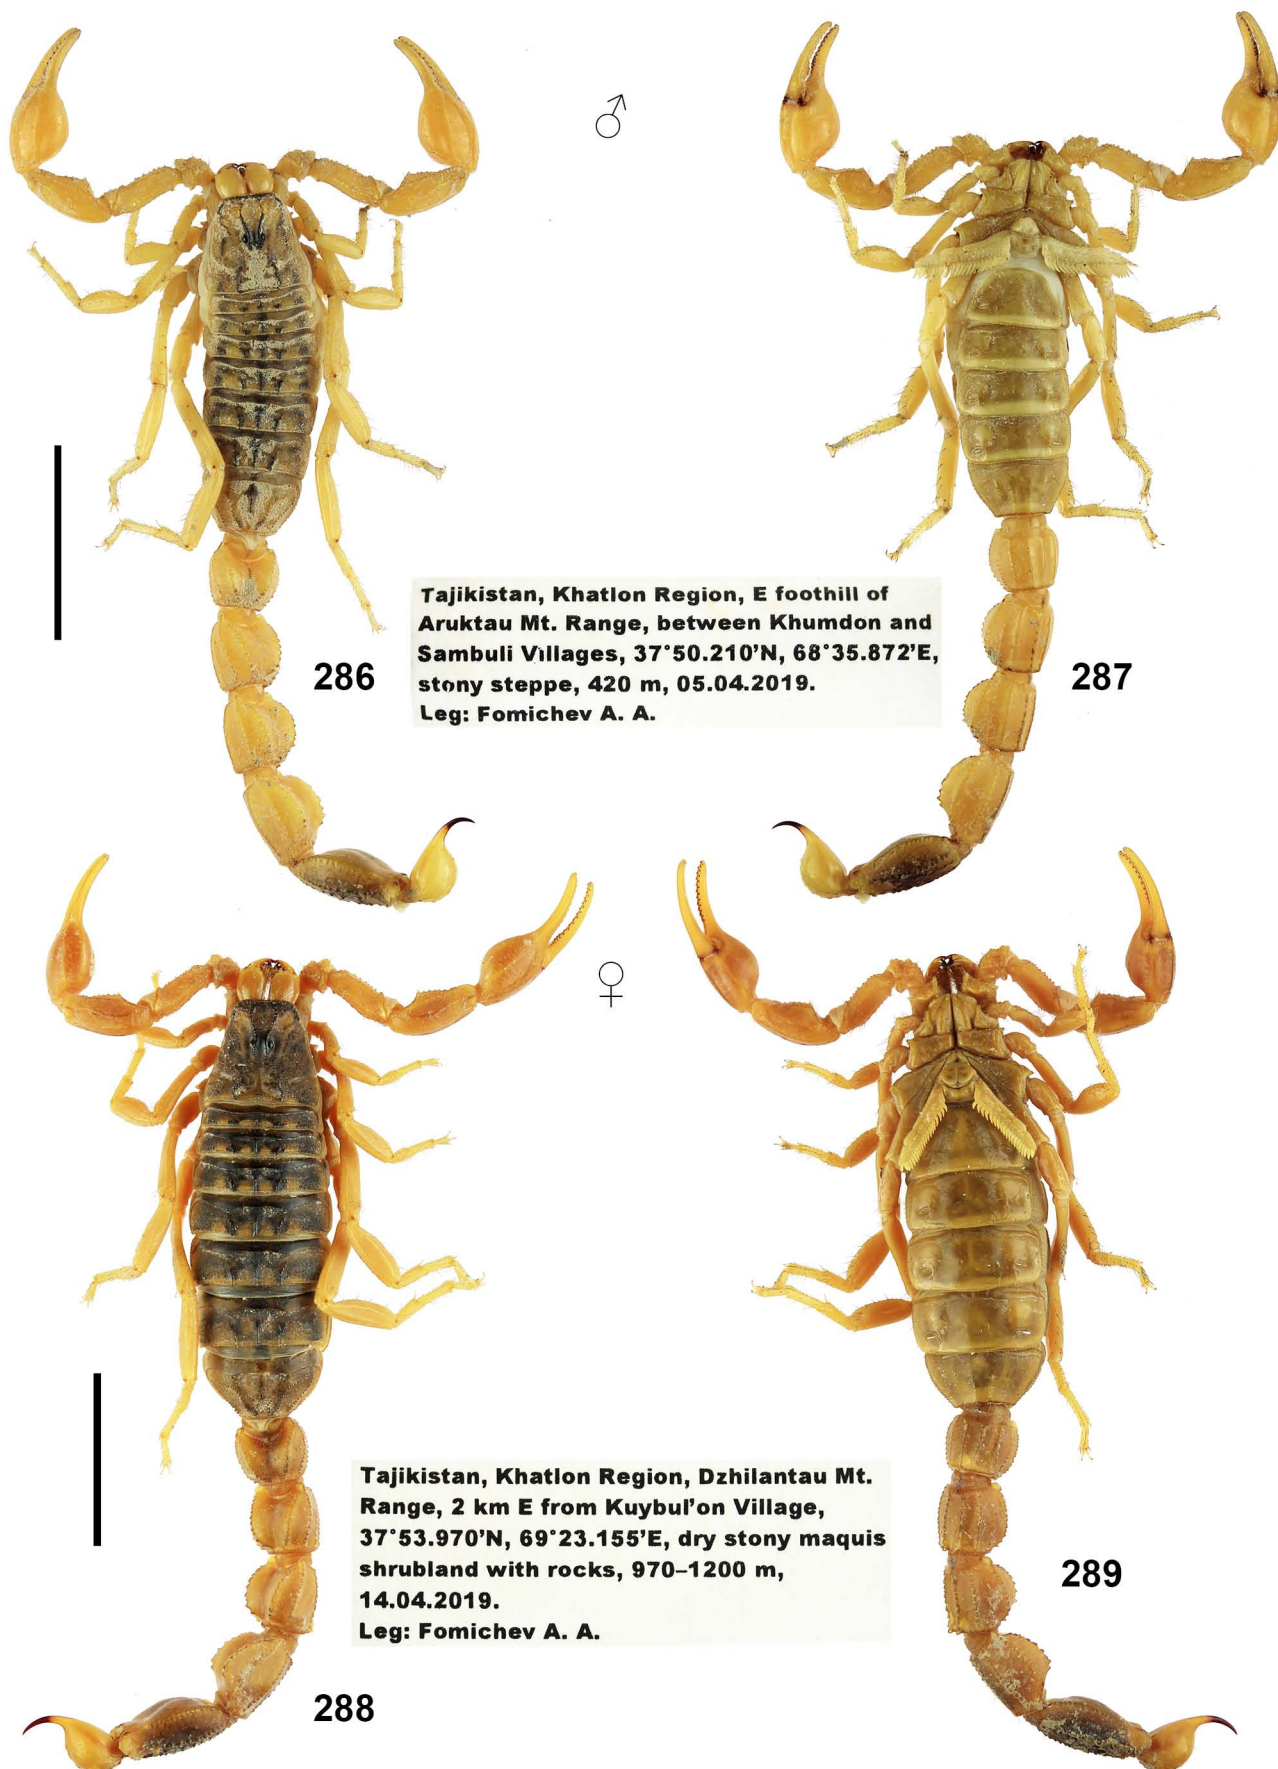 ♂
Tajikistan, Khatlon Region, E foothill of
Aruktau Mt. Range, between Khumdon and
Sambuli Villages, 37°50.210’N, 68°35.872’E,
stony steppe, 420 m, 05.04.2019.
Leg: Fomichev A. A.
286
287
♀
Tajikistan, Khatlon Region, Dzhilantau Mt.
Range, 2 km E from Kuybul’on Village,
37°53.970’N, 69°23.155’E, dry stony maquis
shrubland with rocks, 970–1200 m,
14.04.2019.
Leg: Fomichev A. A.
288
289